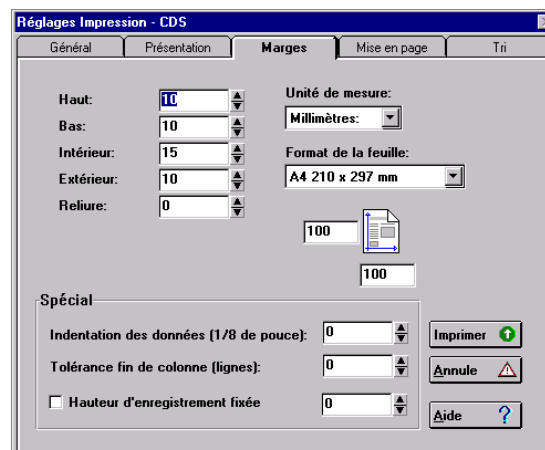 Réglages Impression - CDS
Général Présentation Marges Mise en page Tri
Haut: 10
Bas: 10
Intérieur: 15
Extérieur: 10
Reliure: 0
Unité de mesure:
Millimètres:
Format de la feuille:
A4 210 x 297 mm
100
100
Spécial
Indentation des données (1/8 de pouce): 0
Tolérance fin de colonne (lignes): 0
Hauteur d'enregistrement fixée 0
Imprimer
Annule
Aide ?